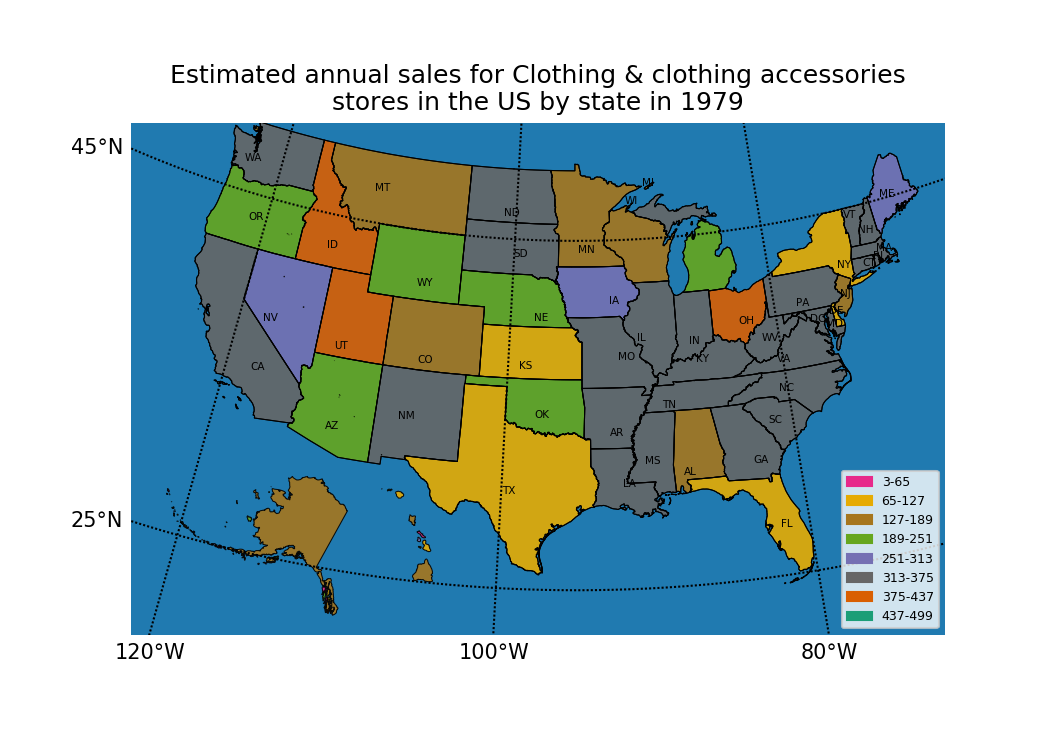 Estimated annual sales for Clothing & clothing accessories
stores in the US by state in 1979
45°N
25°N
120°W
100°W
80°W
WA
OR
CA
ID
NV
MT
WY
UT
AZ
CO
NM
ND
SD
NE
KS
OK
TX
MN
IA
MO
AR
LA
WI
MI
IL
IN
KY
TN
MS
AL
OH
WV
VA
NC
SC
GA
FL
PA
NY
NJ
VT
NH
ME
MA
CT
DC
3-65
65-127
127-189
189-251
251-313
313-375
375-437
437-499